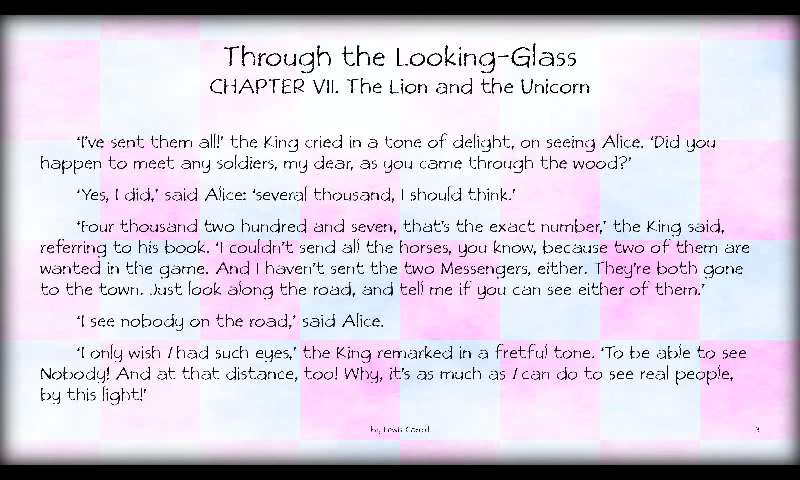 Through the Looking-Glass
CHAPTER VII. The Lion and the Unicorn
‘I’ve sent them all!’ the King cried in a tone of delight, on seeing Alice. ‘Did you
happen to meet any soldiers, my dear, as you came through the wood?’
‘Yes, I did,’ said Alice: ‘several thousand, I should think.’
‘Four thousand two hundred and seven, that’s the exact number,’ the King said,
referring to his book. ‘I couldn’t send all the horses, you know, because two of them are
wanted in the game. And I haven’t sent the two Messengers, either. They’re both gone
to the town. Just look along the road, and tell me if you can see either of them.’
‘I see nobody on the road,’ said Alice.
‘I only wish I had such eyes,’ the King remarked in a fretful tone. ‘To be able to see
Nobody! And at that distance, too! Why, it’s as much as I can do to see real people,
by this light!’
by Lewis Carroll
3